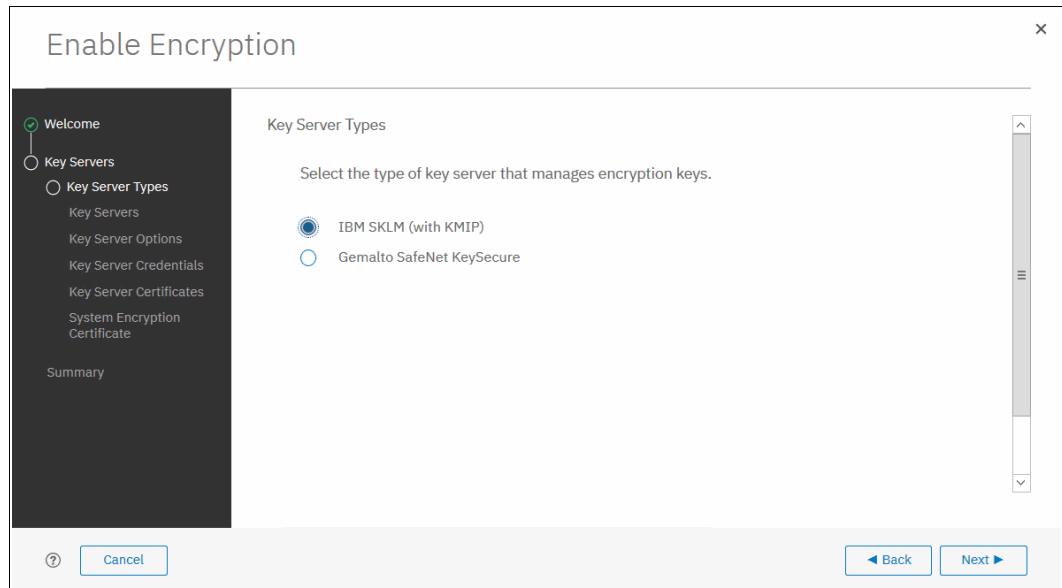 Enable Encryption
Welcome
Key Servers
Key Server Types
Key Servers
Key Server Options
Key Server Credentials
Key Server Certificates
System Encryption
Certificate
Summary
Key Server Types
Select the type of key server that manages encryption keys.
IBM SKLM (with KMIP)
Gemalto SafeNet KeySecure
? Cancel ◄ Back Next ►